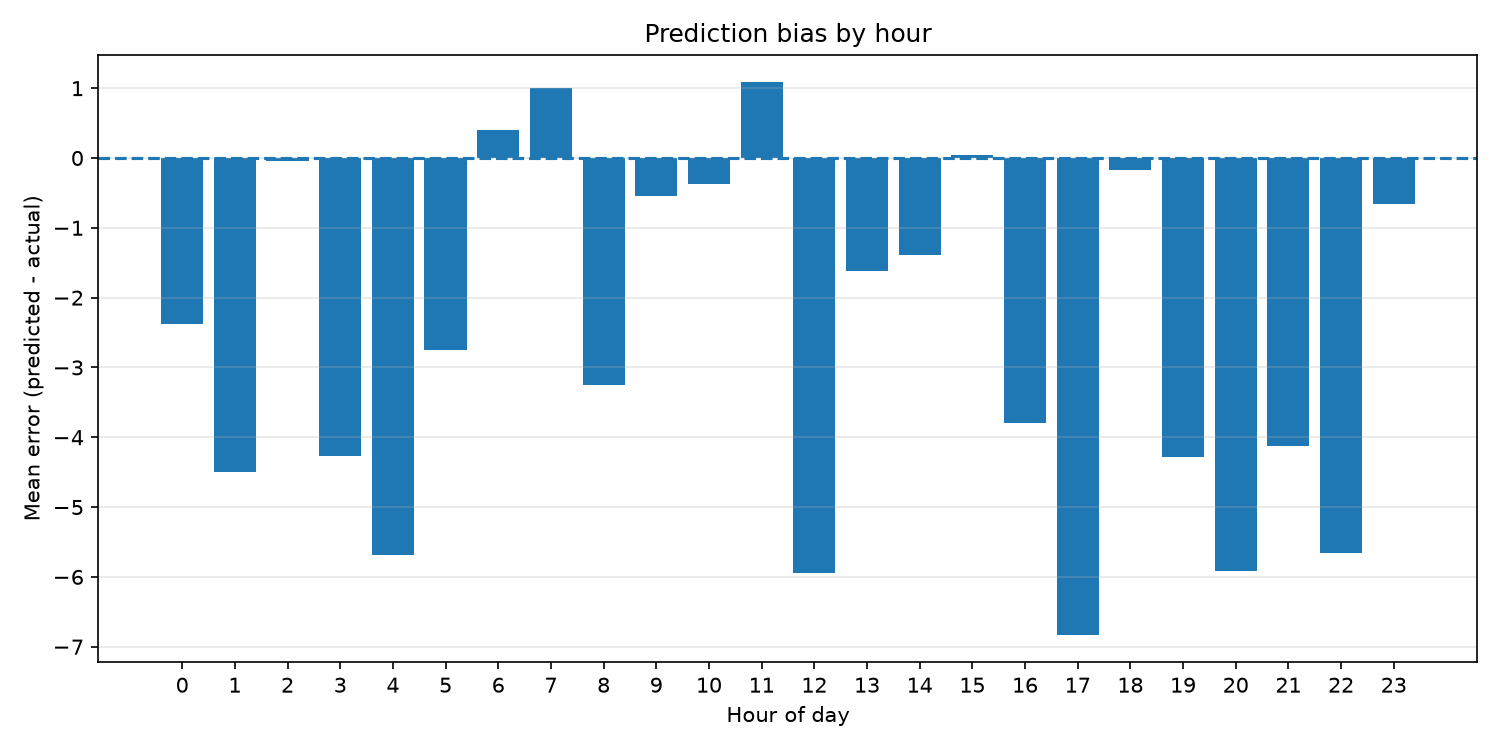 Prediction bias by hour
Mean error (predicted - actual)
1
0
−1
−2
−3
−4
−5
−6
−7
0 1 2 3 4 5 6 7 8 9 10 11 12 13 14 15 16 17 18 19 20 21 22 23
Hour of day